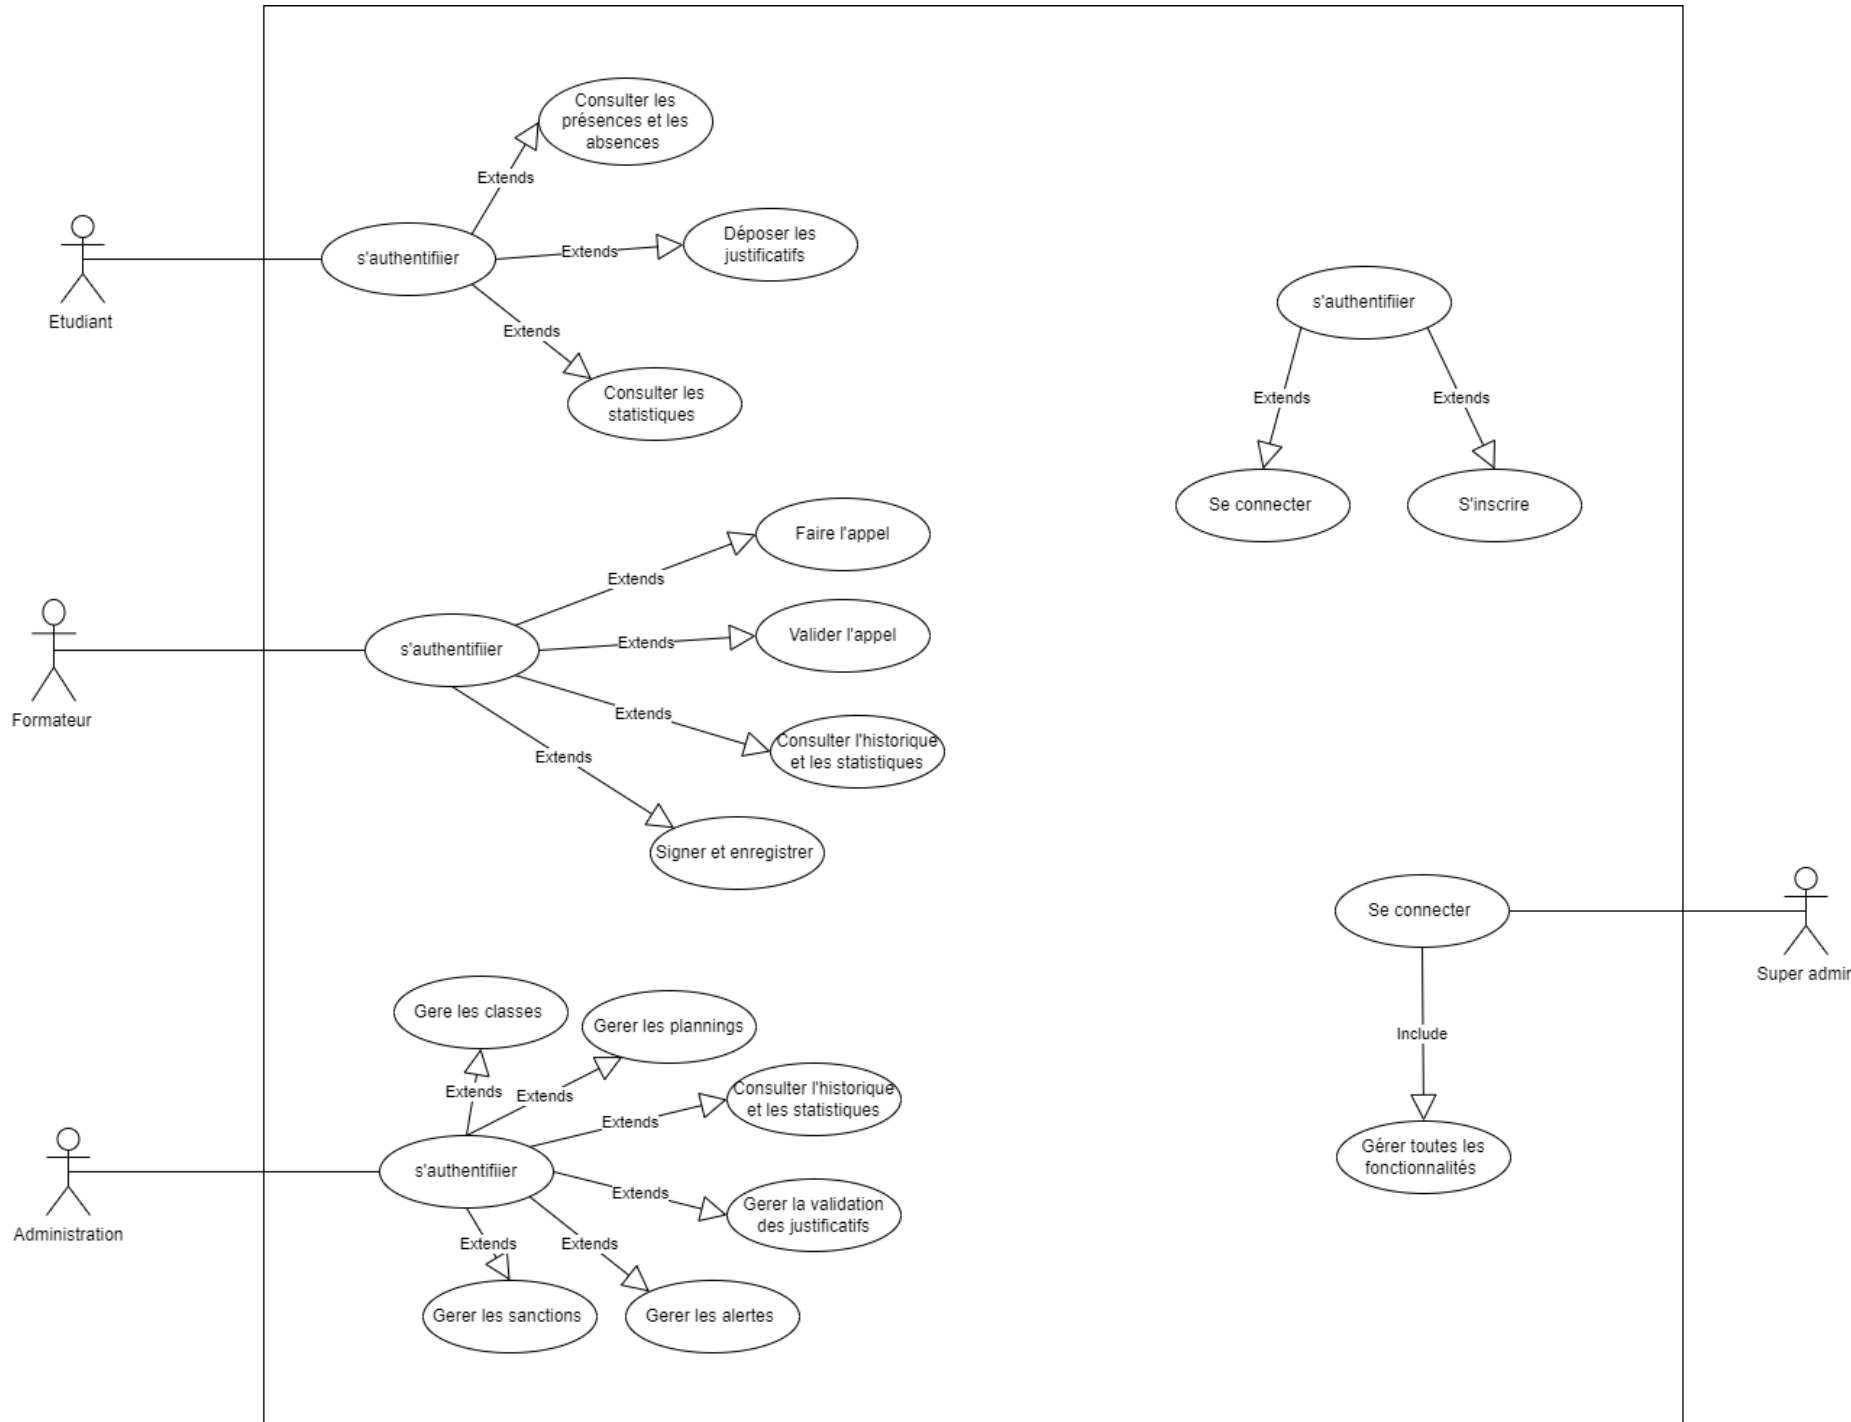 Consulter les
présences et les
absences
Extends
Extends
Déposer les
justificatifs
s'authentifiier
Etudiant
Extends
Consulter les
statistiques
s'authentifiier
Extends
Extends
Se connecter
S'inscrire
Faire l'appel
Extends
Valider l'appel
Extends
s'authentifiier
Formateur
Extends
Consulter l'historique
et les statistiques
Extends
Signer et enregistrer
Se connecter
Super admir
Include
Gérer toutes les
fonctionnalités
Gere les classes
Gerer les plannings
Extends
Extends
Consulter l'historique
et les statistiques
Extends
s'authentifiier
Administration
Extends
Gerer la validation
des justificatifs
Extends
Extends
Gerer les sanctions
Gerer les alertes